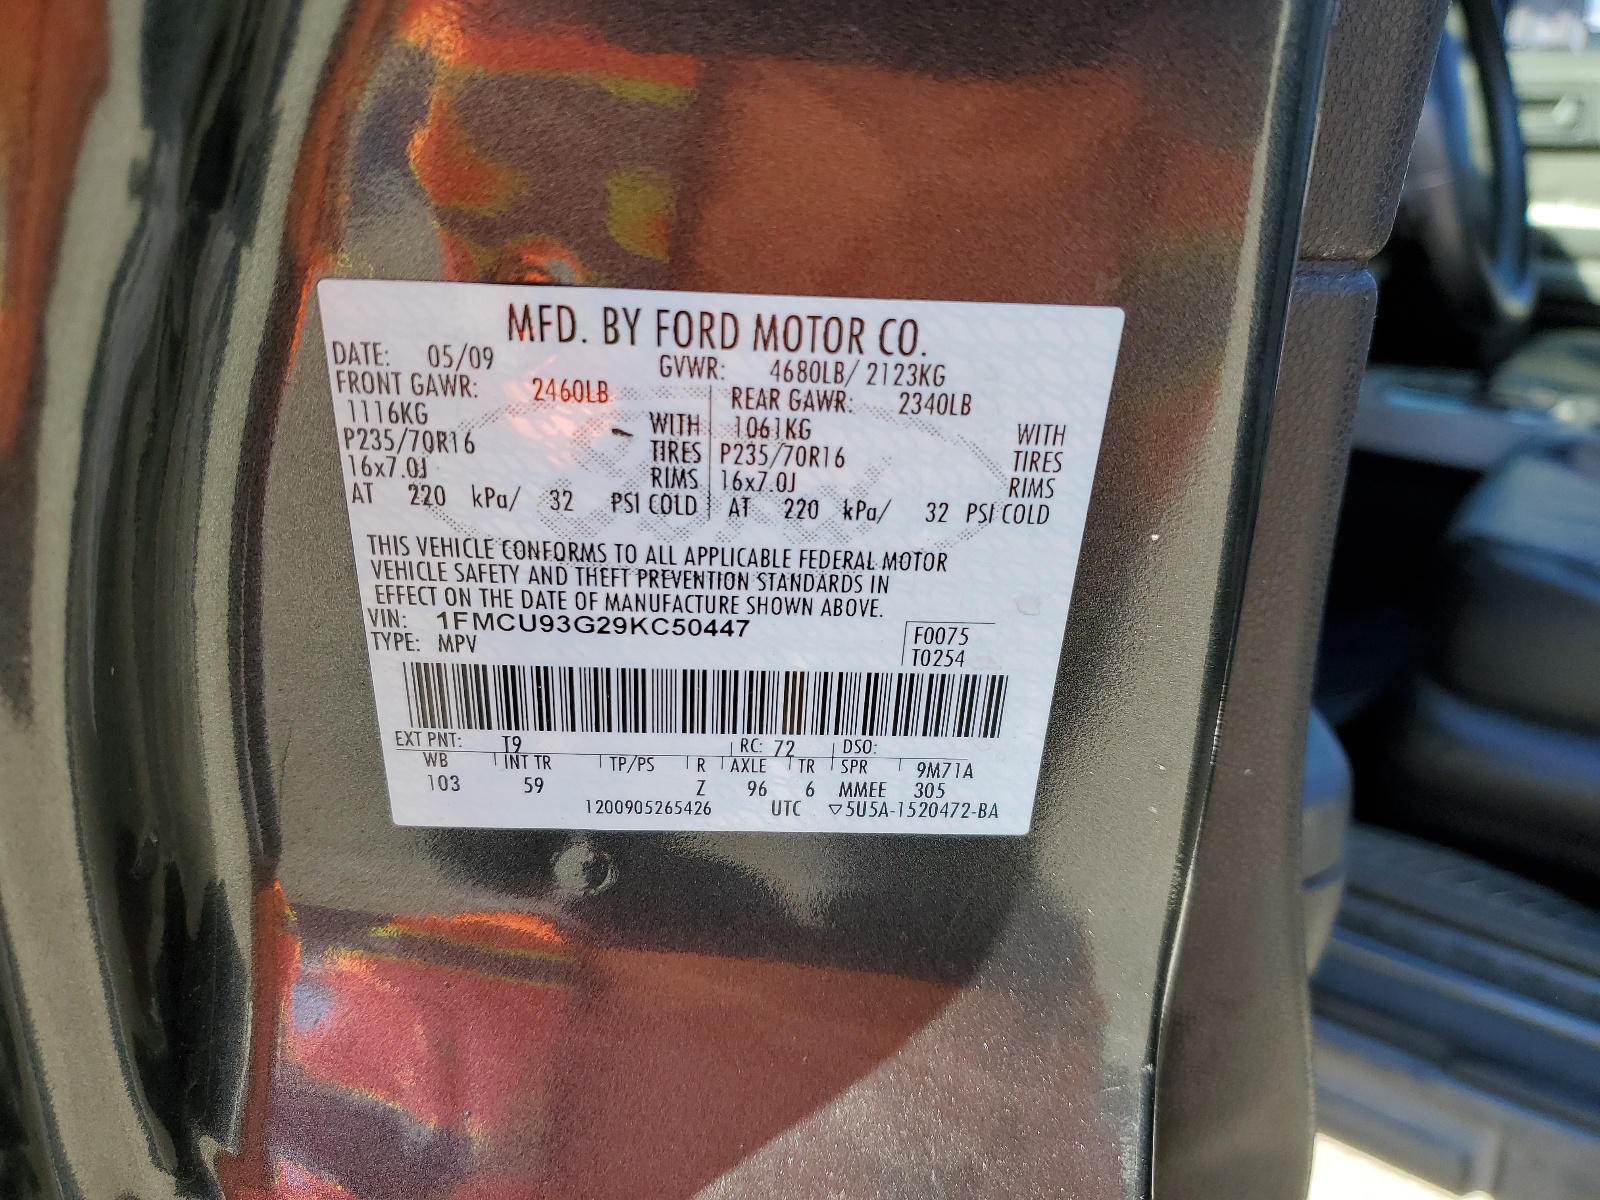 MFD. BY FORD MOTOR CO.
DATE: 05/09 GVWR: 4680LB/ 2123KG
FRONT GAWR: 2460LB REAR GAWR: 2340LB
1116KG WITH 1061KG WITH
P235/70R16 TIRES P235/70R16 TIRES
16x7.0J RIMS 16x7.0J RIMS
AT 220 kPa/ 32 PSI COLD AT 220 kPa/ 32 PSI COLD
THIS VEHICLE CONFORMS TO ALL APPLICABLE FEDERAL MOTOR
VEHICLE SAFETY AND THEFT PREVENTION STANDARDS IN
EFFECT ON THE DATE OF MANUFACTURE SHOWN ABOVE.
VIN: 1FMCU93G29KC50447 F0075
TYPE: MPV T0254
EXT PNT: T9 RC: 72 DSO:
WB INT TR TP/PS R AXLE TR SPR 9M71A
103 59 Z 96 6 MMEE 305
1200905265426 UTC ▽5U5A-1520472-BA